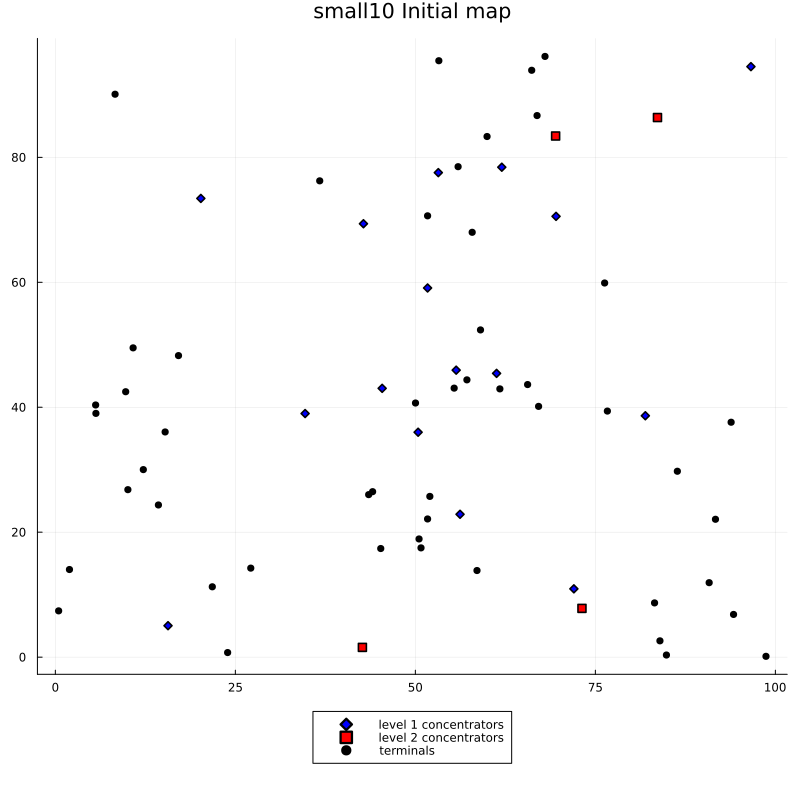 small10 Initial map
80
60
40
20
0
0 25 50 75 100
level 1 concentrators
level 2 concentrators
terminals